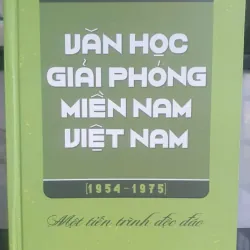 VĂN HỌC
GIẢI PHÓNG
MIỀN NAM
VIỆT NAM
[1954-1975]
Một tiến trình độc đáo